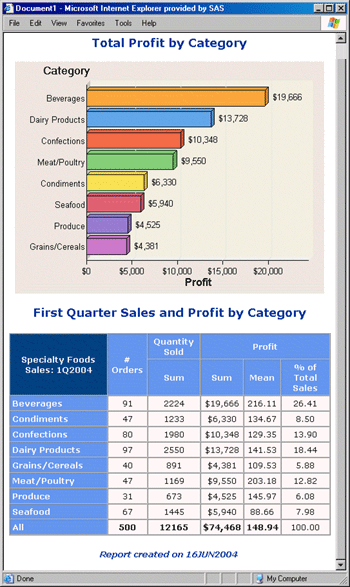 Document1 - Microsoft Internet Explorer provided by SAS
File Edit View Favorites Tools Help
Total Profit by Category
Category
Beverages $19,666
Dairy Products $13,728
Confections $10,348
Meat/Poultry $9,550
Condiments $6,330
Seafood $5,940
Produce $4,525
Grains/Cereals $4,381
$0 $5,000 $10,000 $15,000 $20,000
Profit
First Quarter Sales and Profit by Category
Specialty Foods Sales: 1Q2004 # Orders Quantity Sold Profit
Sum Sum Mean % of Total Sales
Beverages 91 2224 $19,666 216.11 26.41
Condiments 47 1233 $6,330 134.67 8.50
Confections 80 1980 $10,348 129.35 13.90
Dairy Products 97 2550 $13,728 141.53 18.44
Grains/Cereals 40 891 $4,381 109.53 5.88
Meat/Poultry 47 1169 $9,550 203.18 12.82
Produce 31 673 $4,525 145.97 6.08
Seafood 67 1445 $5,940 88.66 7.98
All 500 12165 $74,468 148.94 100.00
Report created on 16JUN2004
Done My Computer